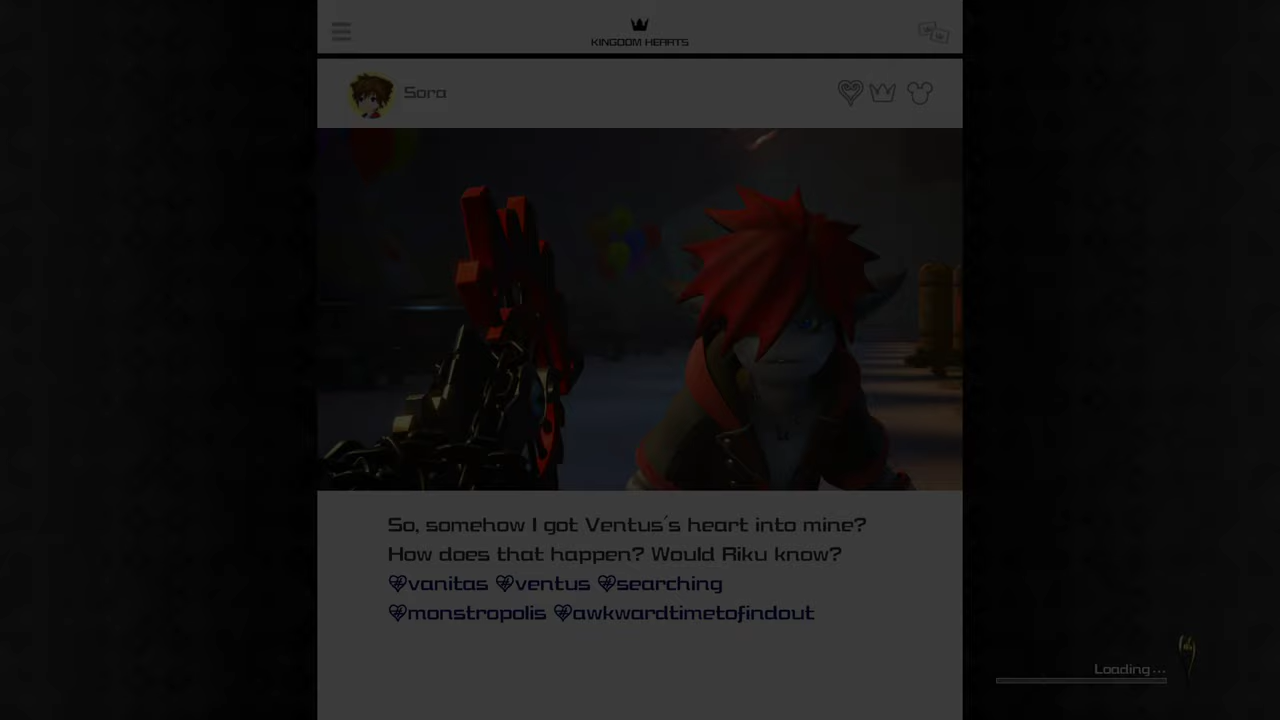 KINGDOM HEARTS
Sora
So, somehow I got Ventus's heart into mine?
How does that happen? Would Riku know?
vanitas ventus searching
monstropolis awkwardtimetofindout
Loading...